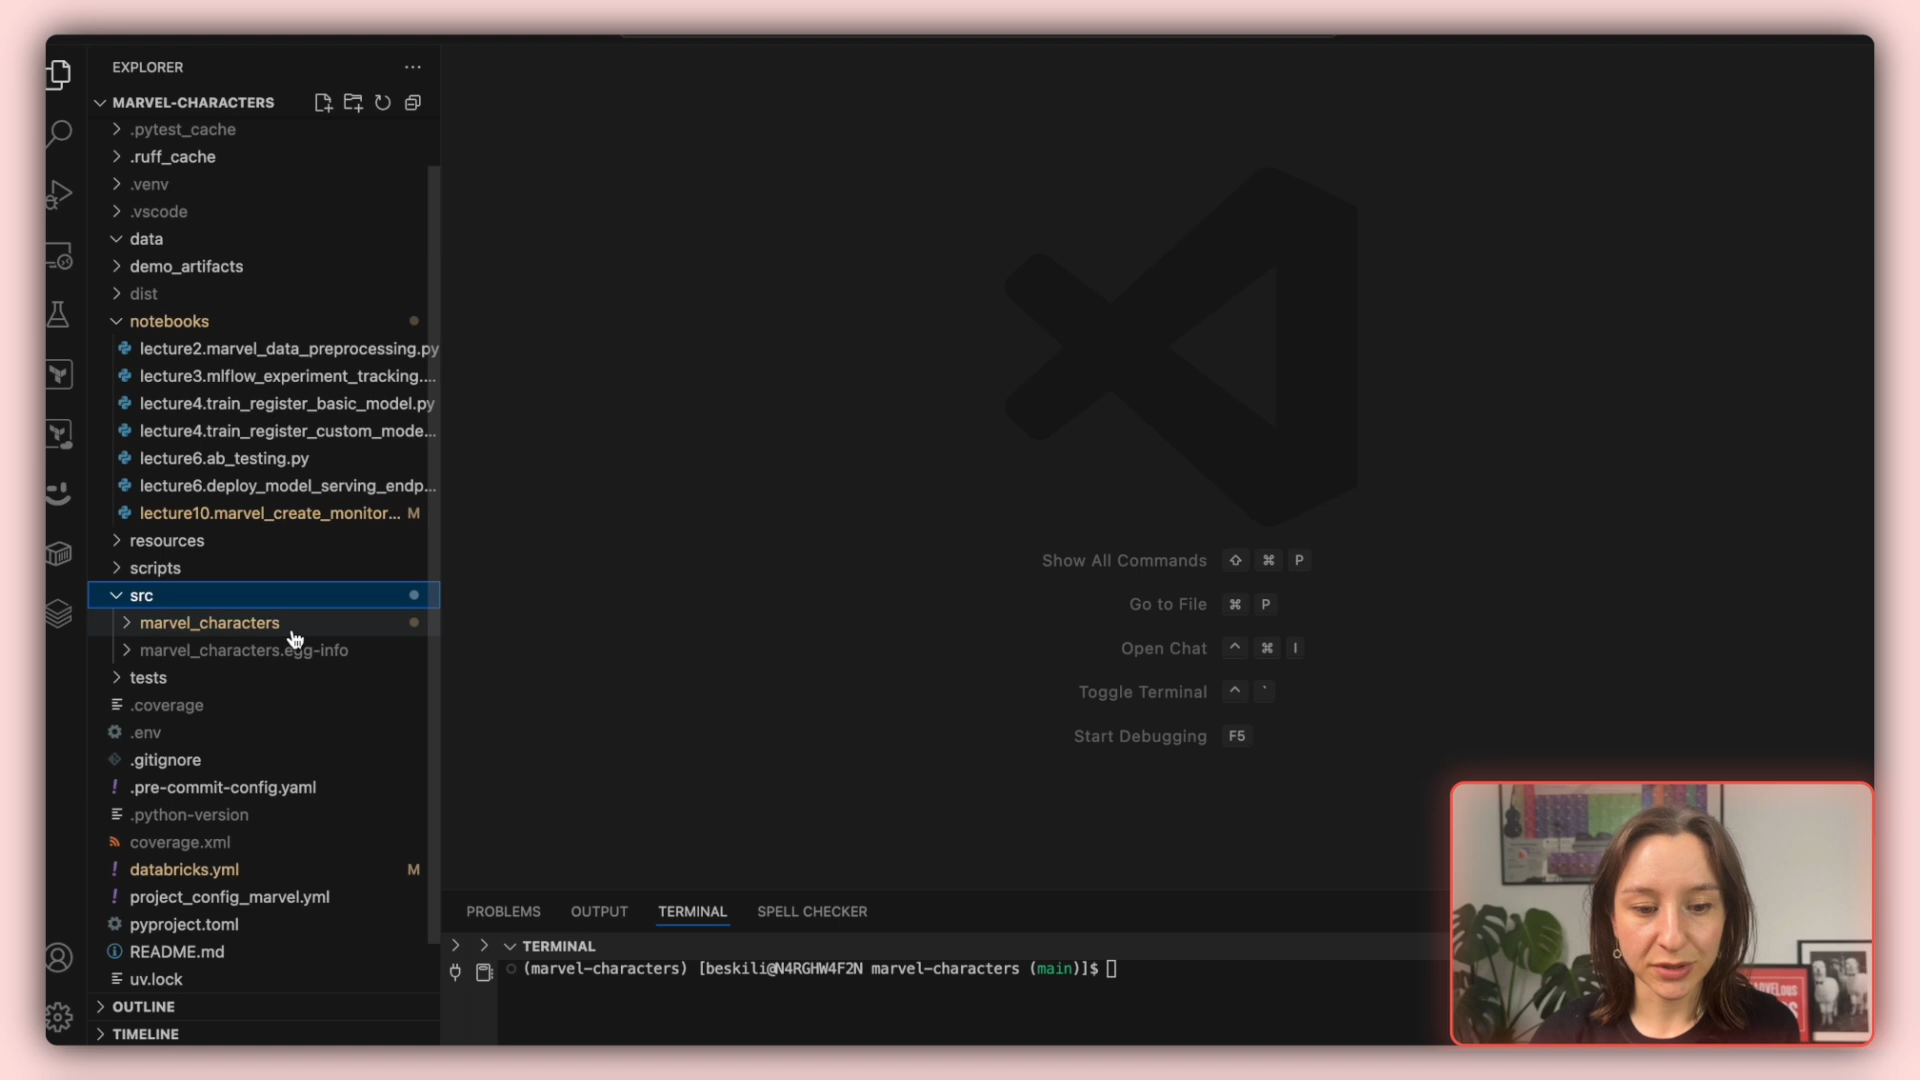 EXPLORER
MARVEL-CHARACTERS
.pytest_cache
.ruff_cache
.venv
.vscode
data
demo_artifacts
dist
notebooks
lecture2.marvel_data_preprocessing.py
lecture3.mlflow_experiment_tracking....
lecture4.train_register_basic_model.py
lecture4.train_register_custom_mode...
lecture6.ab_testing.py
lecture6.deploy_model_serving_endp...
lecture10.marvel_create_monitor... M
resources
scripts
src
marvel_characters
marvel_characters.egg-info
tests
.coverage
.env
.gitignore
.pre-commit-config.yaml
.python-version
coverage.xml
databricks.yml M
project_config_marvel.yml
pyproject.toml
README.md
uv.lock
OUTLINE
TIMELINE
Show All Commands ⇧ ⌘ P
Go to File ⌘ P
Open Chat ^ ⌘ I
Toggle Terminal ^ `
Start Debugging F5
PROBLEMS OUTPUT TERMINAL SPELL CHECKER
TERMINAL
(marvel-characters) [beskili@N4RGHW4F2N marvel-characters (main)]$